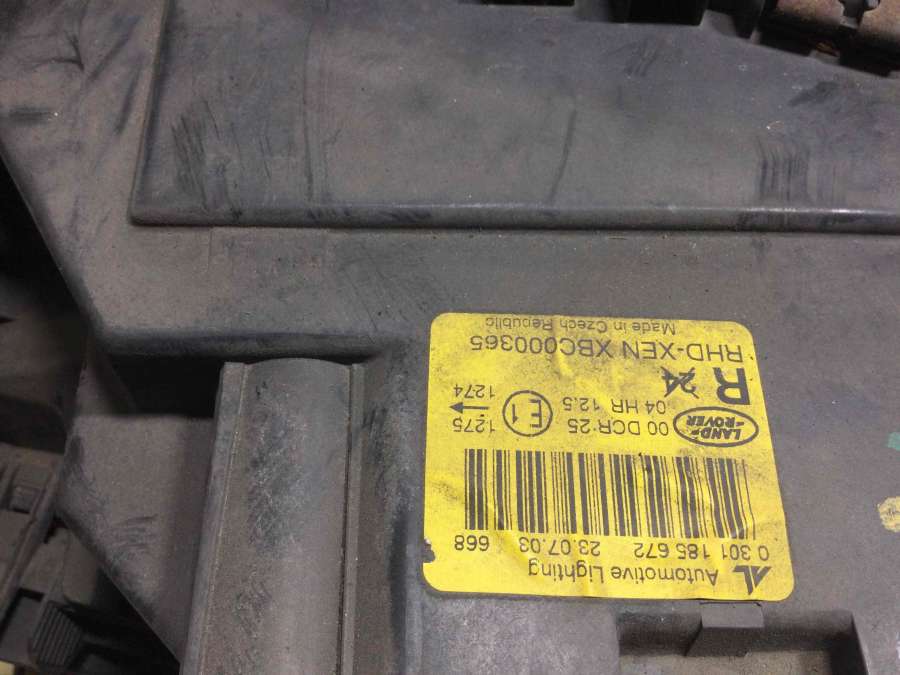 AL Automotive Lighting
0 301 185 672 23.07.03 668
LAND-
-ROVER
00 DCR 25
04 HR 12.5
E1
1275
1274
R 24
RHD-XEN XBC000365
Made in Czech Republic